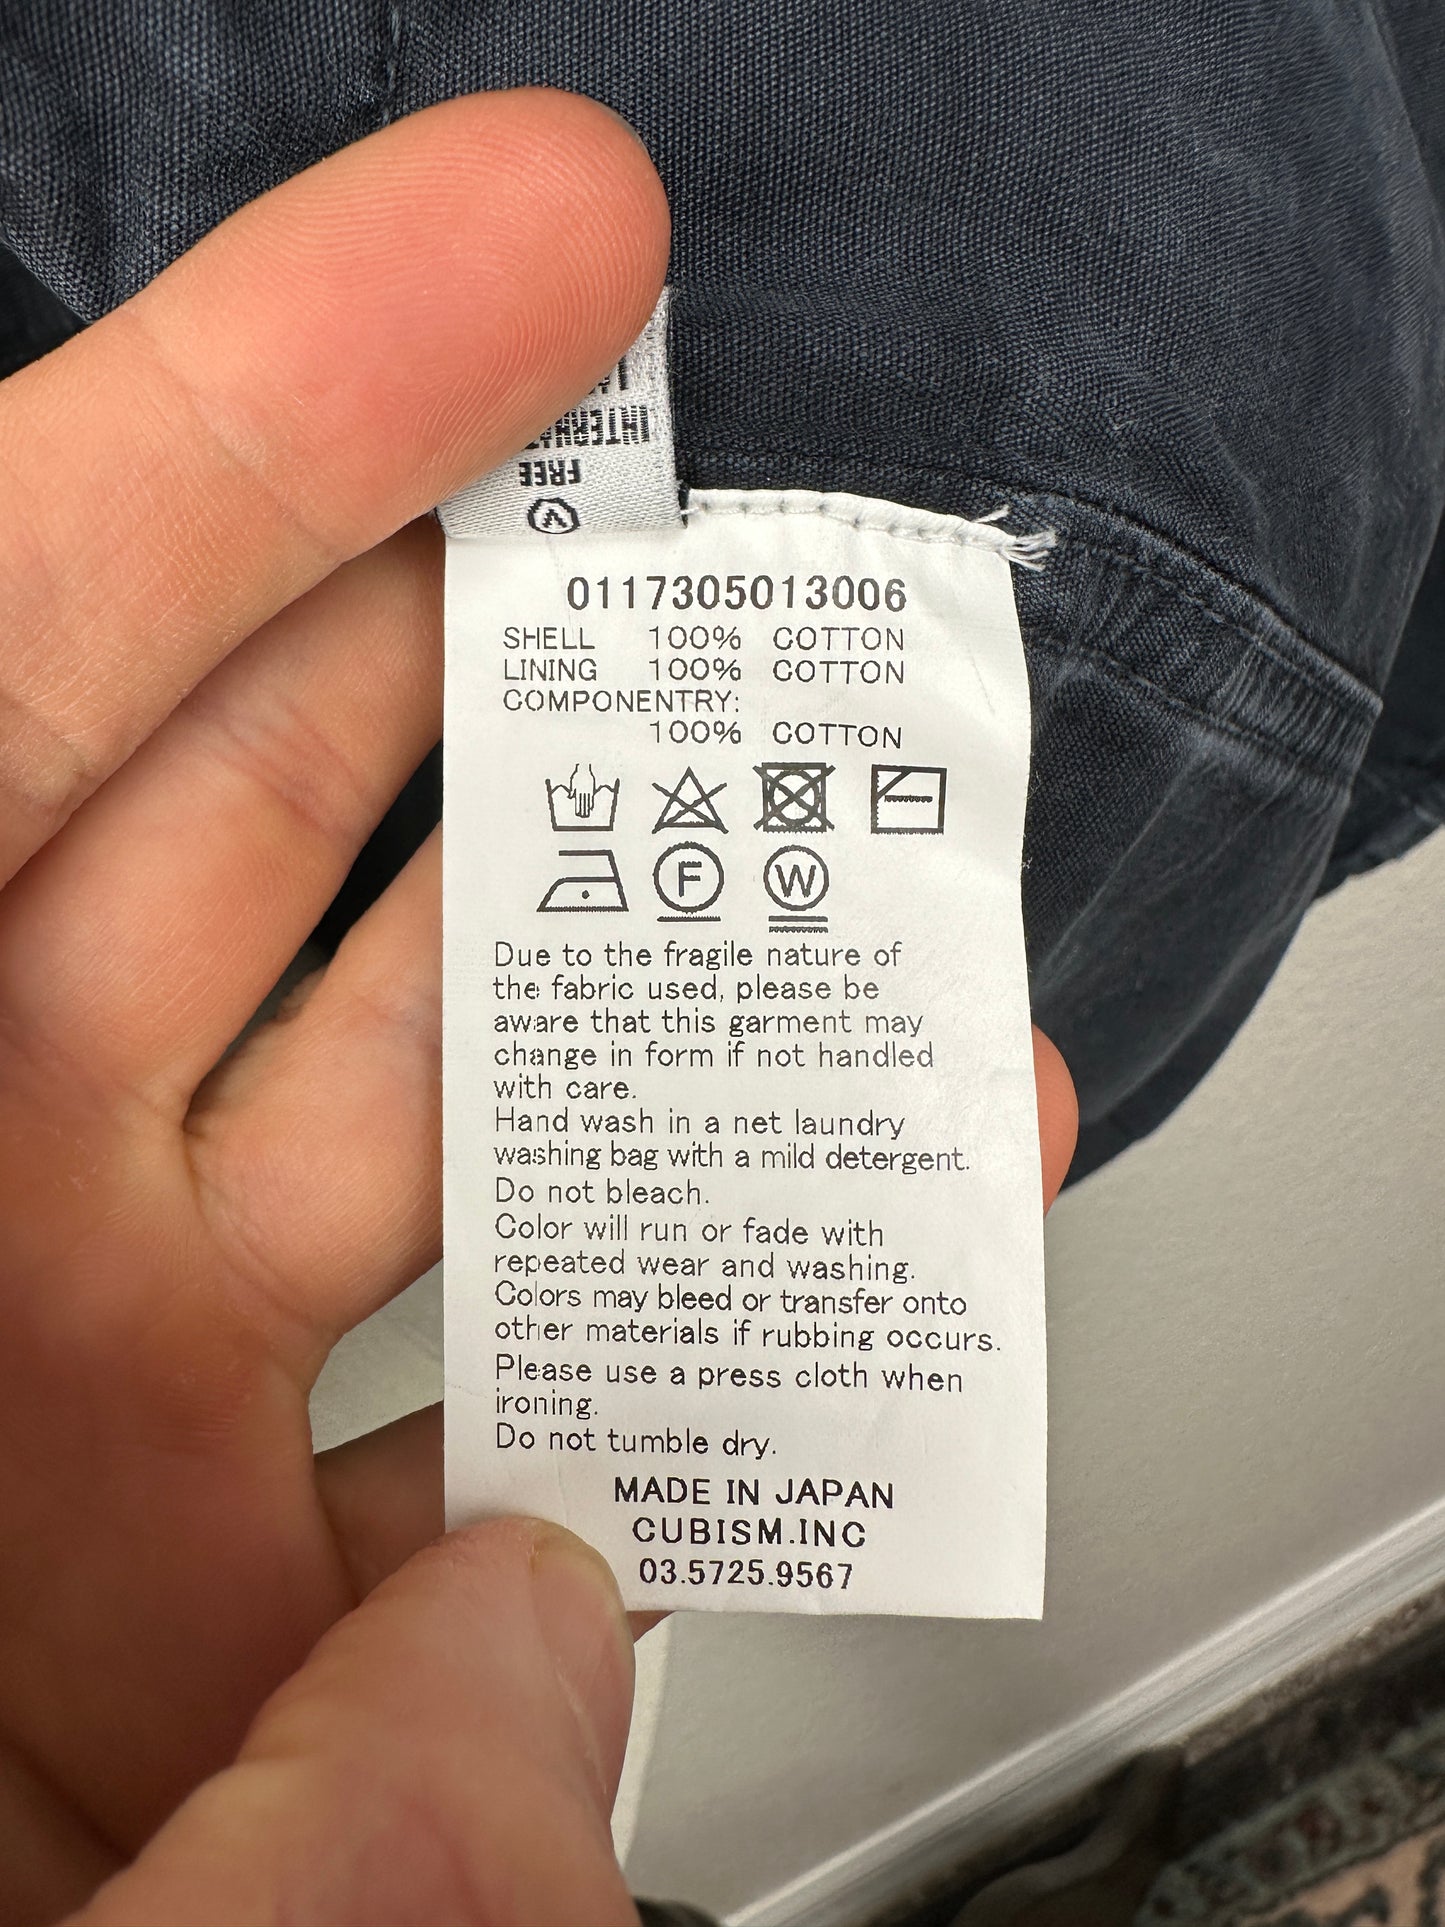 FREE
0117305013006
SHELL 100% COTTON
LINING 100% COTTON
COMPONENTRY:
100% COTTON
F
W
Due to the fragile nature of
the fabric used, please be
aware that this garment may
change in form if not handled
with care.
Hand wash in a net laundry
washing bag with a mild detergent.
Do not bleach.
Color will run or fade with
repeated wear and washing.
Colors may bleed or transfer onto
other materials if rubbing occurs.
Please use a press cloth when
ironing.
Do not tumble dry.
MADE IN JAPAN
CUBISM.INC
03.5725.9567